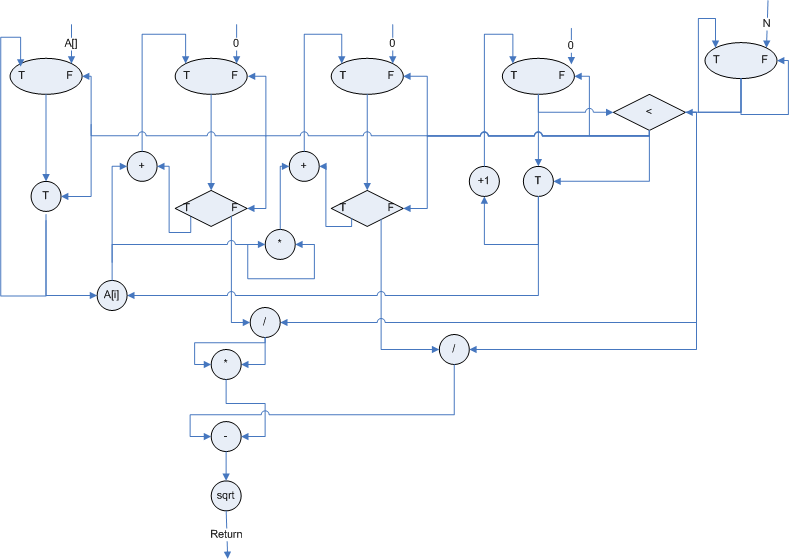 A[] 0 0 0 N
T F T F T F T F T F
<
+ + +1 T
T T F T F
*
A[i]
/
/
*
-
sqrt
Return